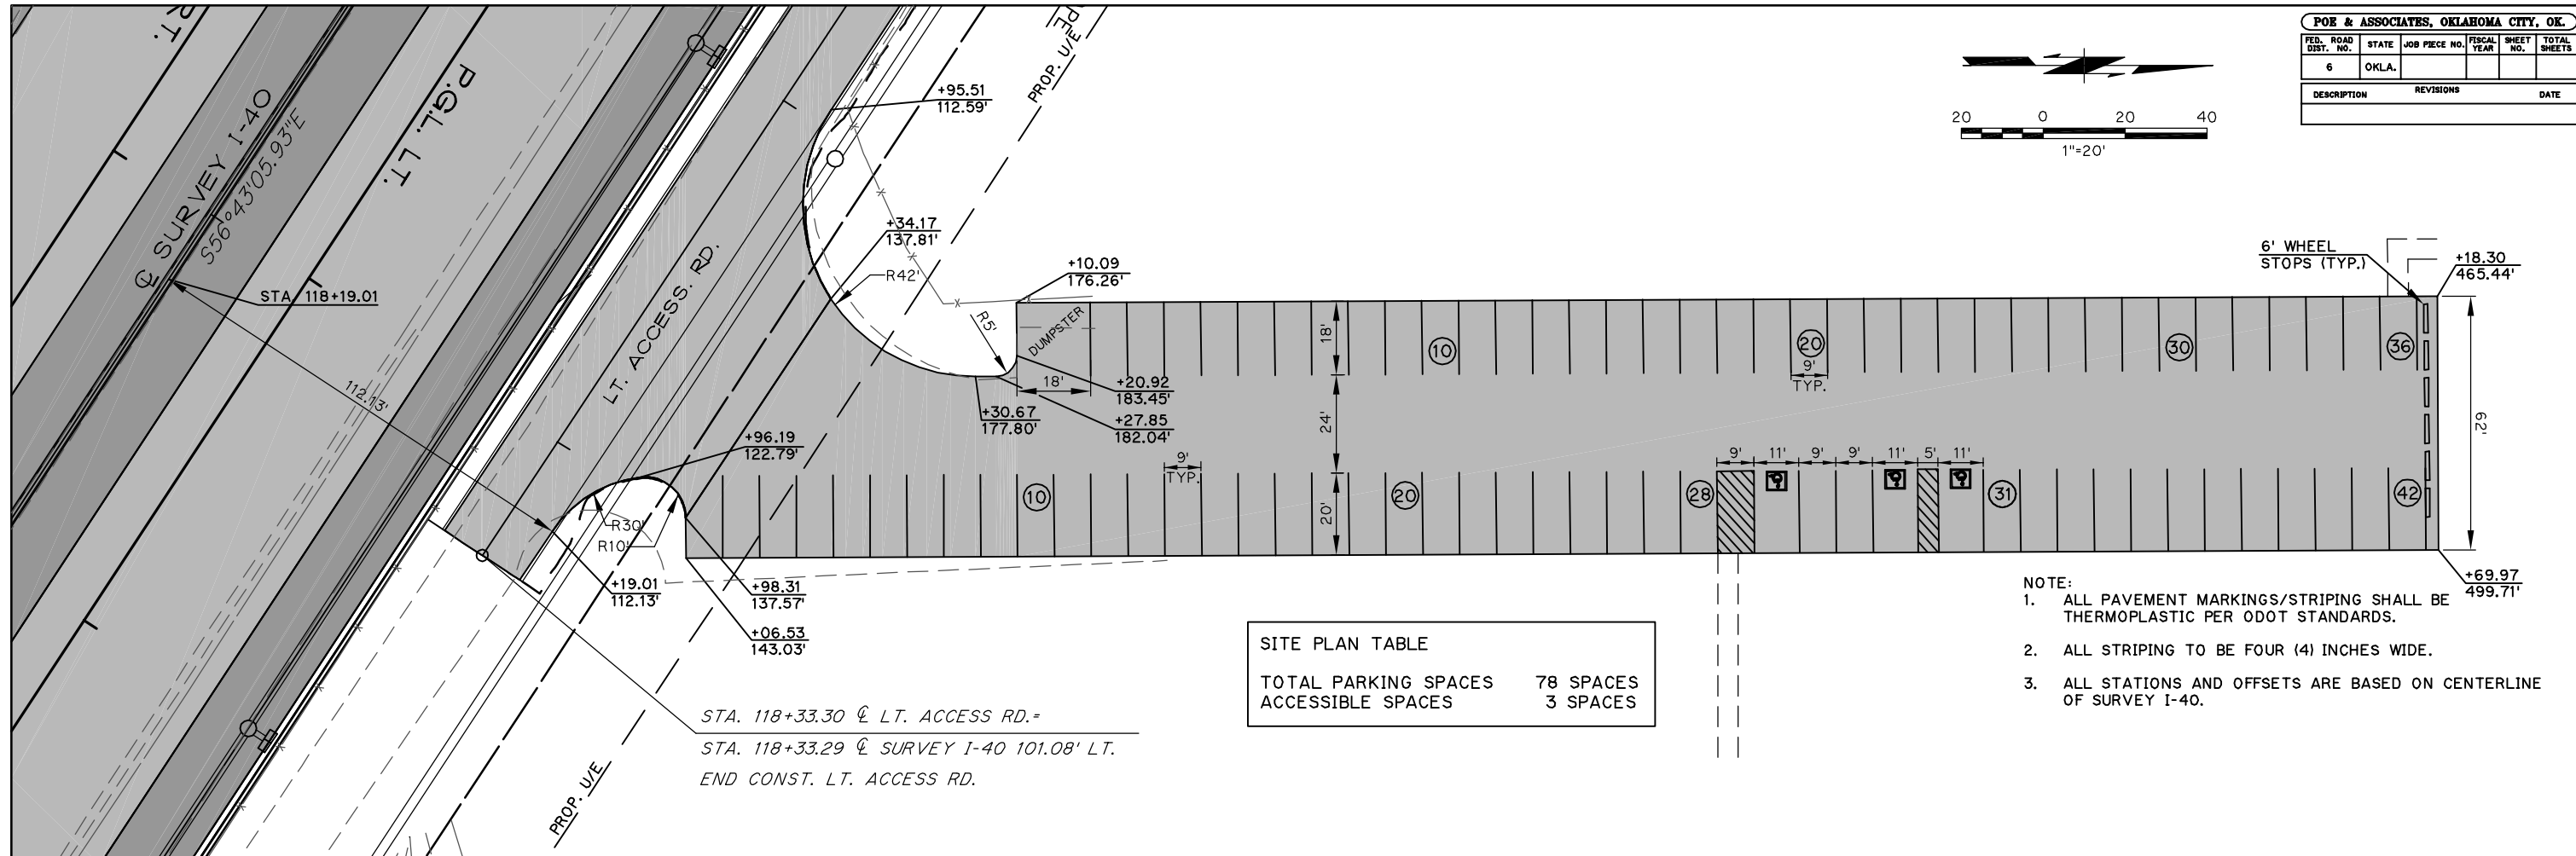 POE & ASSOCIATES, OKLAHOMA CITY, OK.
FED. ROAD DIST. NO.
STATE
JOB PIECE NO.
FISCAL YEAR
SHEET NO.
TOTAL SHEETS
6
OKLA.
DESCRIPTION
REVISIONS
DATE
20 0 20 40
1"=20'
RT.
P.G.L. LT.
℄ SURVEY I-40
S56°43'05.93"E
STA. 118+19.01
112.13'
LT. ACCESS. RD.
PROP. U/E
+95.51
112.59'
+34.17
137.81'
R42'
+10.09
176.26'
R5'
DUMPSTER
18'
+20.92
183.45'
+27.85
182.04'
+30.67
177.80'
+96.19
122.79'
R30'
R10'
+19.01
112.13'
+98.31
137.57'
+06.53
143.03'
18'
24'
20'
10
20
9'
TYP.
30
36
6' WHEEL
STOPS (TYP.)
+18.30
465.44'
62'
9'
TYP.
10
20
28
9' 11' 9' 9' 11' 5' 11'
31
42
+69.97
499.71'
STA. 118+33.30 ℄ LT. ACCESS RD.=
STA. 118+33.29 ℄ SURVEY I-40 101.08' LT.
END CONST. LT. ACCESS RD.
PROP. U/E
SITE PLAN TABLE
TOTAL PARKING SPACES 78 SPACES
ACCESSIBLE SPACES 3 SPACES
NOTE:
1. ALL PAVEMENT MARKINGS/STRIPING SHALL BE
THERMOPLASTIC PER ODOT STANDARDS.
2. ALL STRIPING TO BE FOUR (4) INCHES WIDE.
3. ALL STATIONS AND OFFSETS ARE BASED ON CENTERLINE
OF SURVEY I-40.